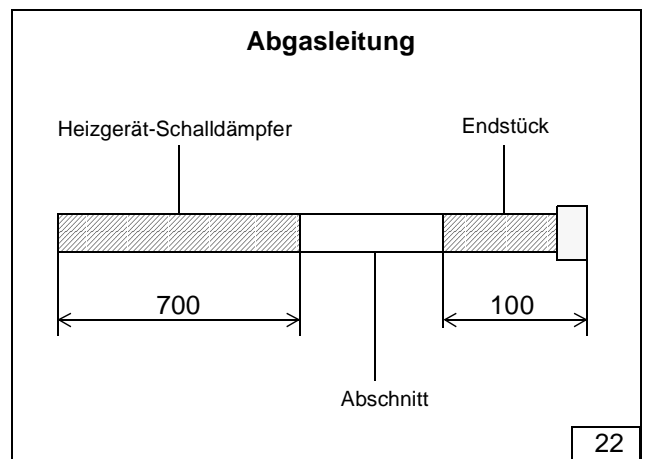 Abgasleitung
Heizgerät-Schalldämpfer
Endstück
700
100
Abschnitt
22